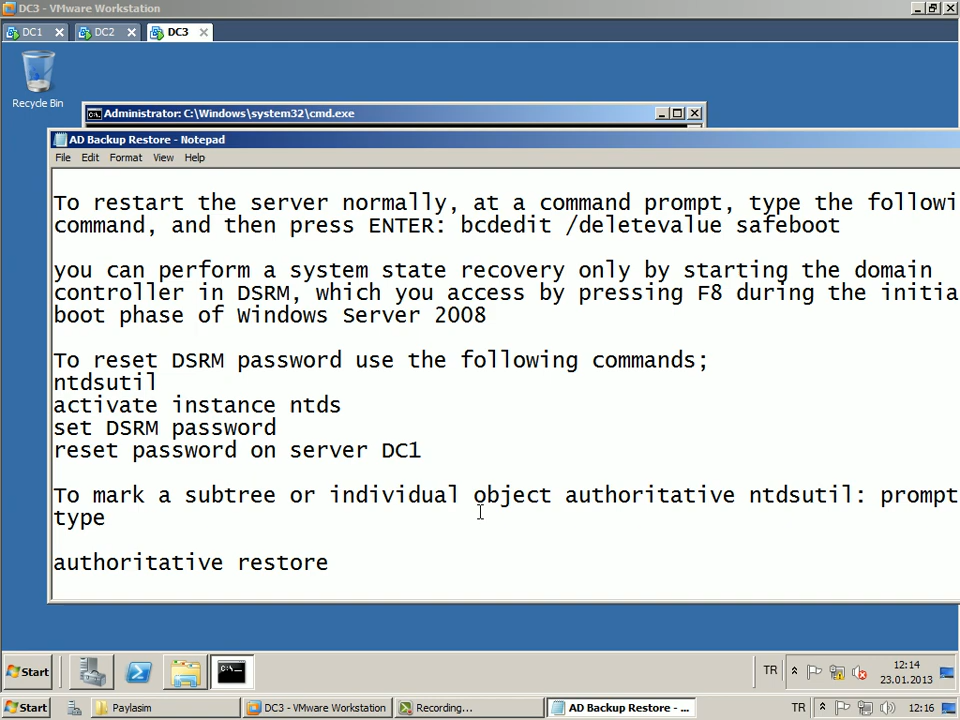 DC3 - VMware Workstation
DC1 DC2 DC3
Recycle Bin
Administrator: C:\Windows\system32\cmd.exe
AD Backup Restore - Notepad
File Edit Format View Help
To restart the server normally, at a command prompt, type the followi
command, and then press ENTER: bcdedit /deletevalue safeboot
you can perform a system state recovery only by starting the domain
controller in DSRM, which you access by pressing F8 during the initia
boot phase of Windows Server 2008
To reset DSRM password use the following commands;
ntdsutil
activate instance ntds
set DSRM password
reset password on server DC1
To mark a subtree or individual object authoritative ntdsutil: prompt
type
authoritative restore
Start TR 12:14
23.01.2013
Start Paylasim DC3 - VMware Workstation Recording... AD Backup Restore - ... TR 12:16